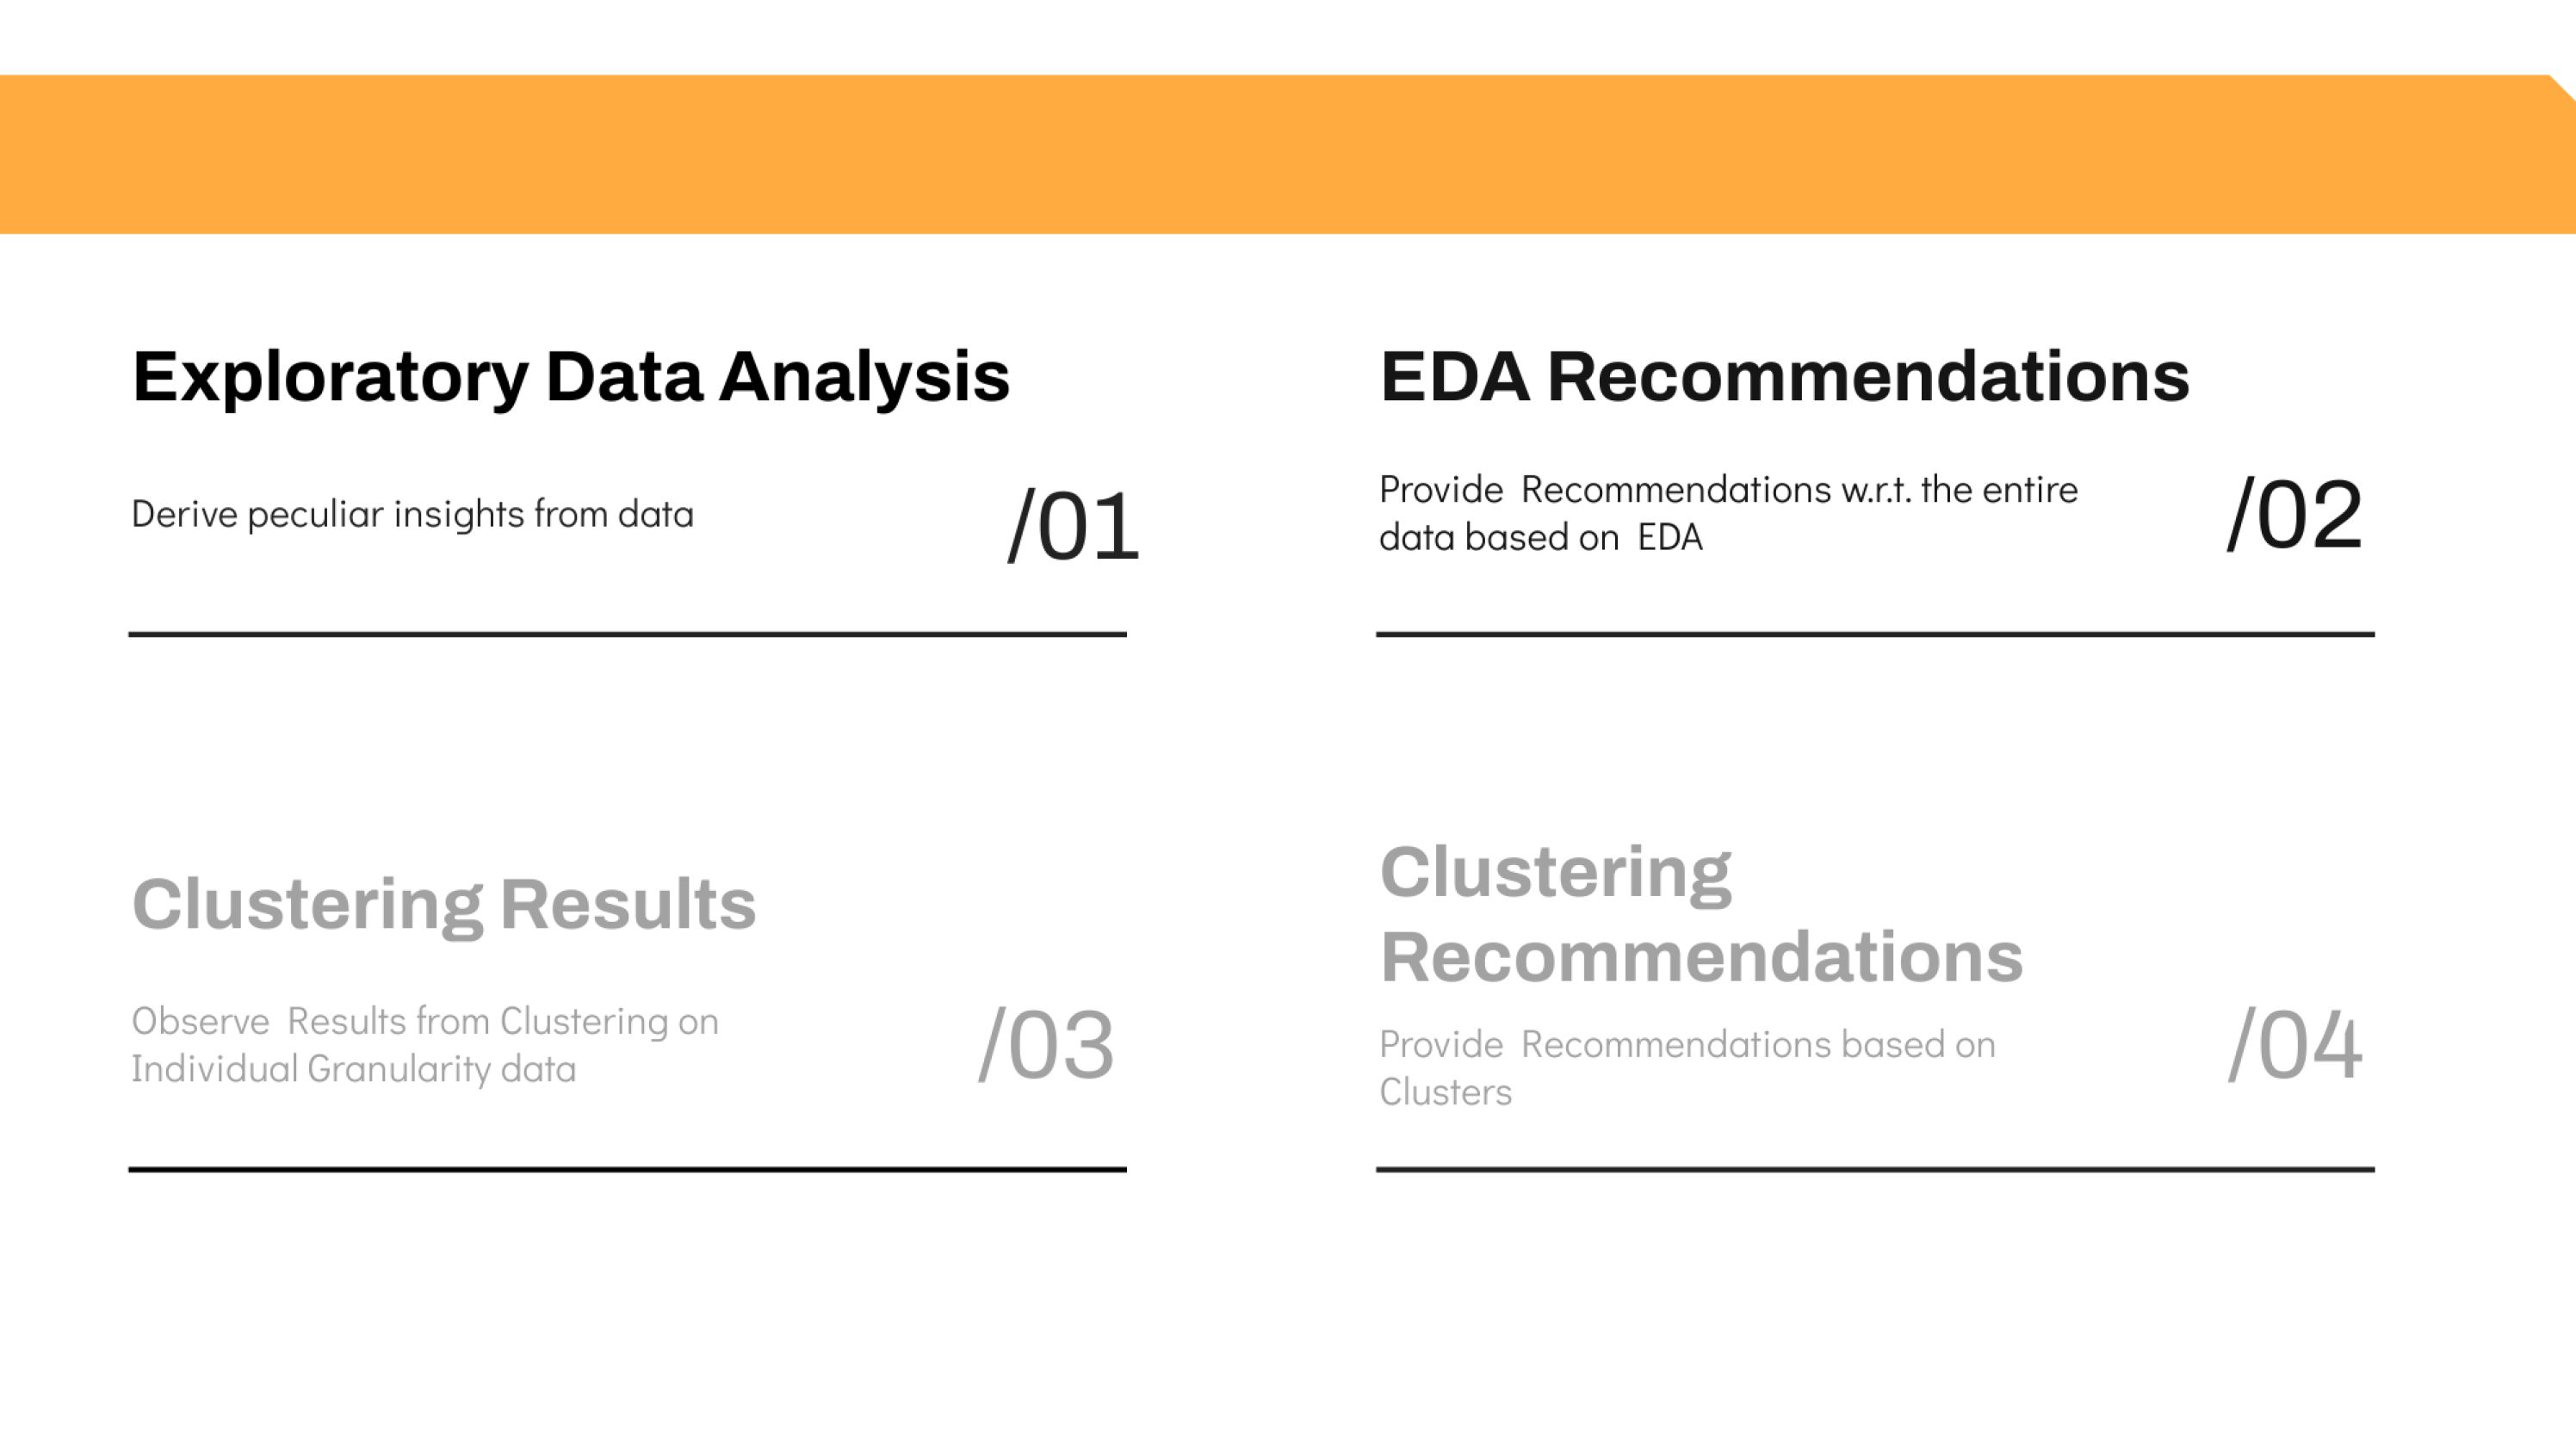 Exploratory Data Analysis
Derive peculiar insights from data
/01
EDA Recommendations
Provide Recommendations w.r.t. the entire
data based on EDA
/02
Clustering Results
Observe Results from Clustering on
Individual Granularity data
/03
Clustering
Recommendations
Provide Recommendations based on
Clusters
/04